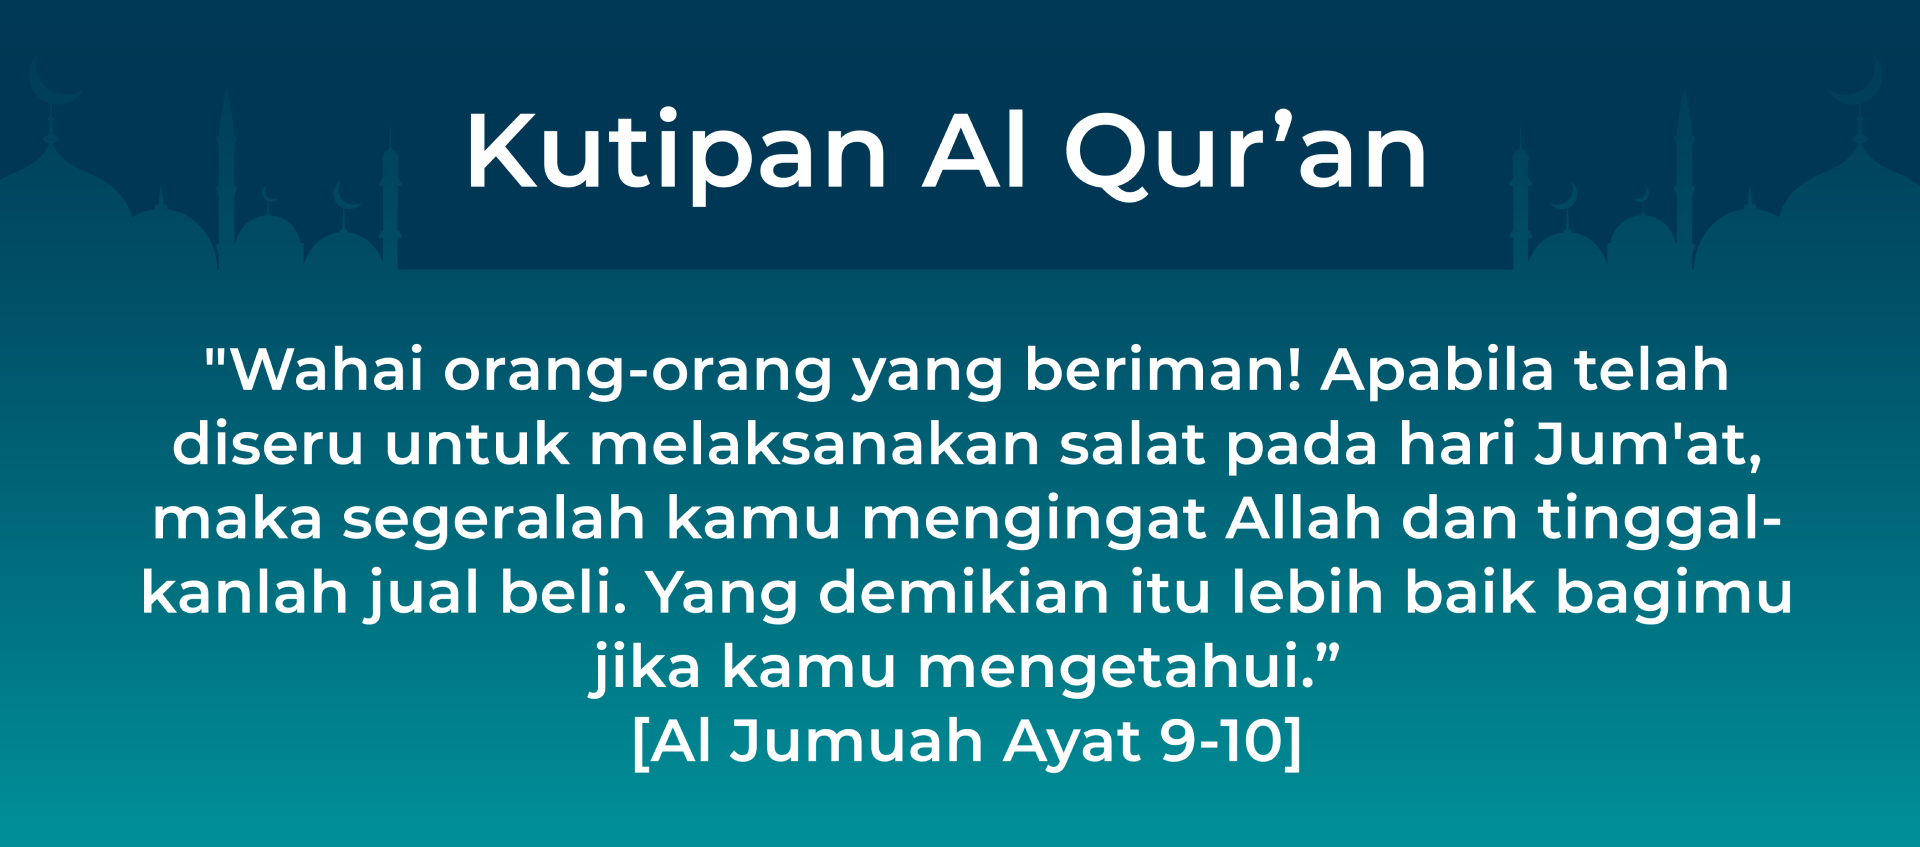 Kutipan Al Qur’an
"Wahai orang-orang yang beriman! Apabila telah
diseru untuk melaksanakan salat pada hari Jum'at,
maka segeralah kamu mengingat Allah dan tinggal-
kanlah jual beli. Yang demikian itu lebih baik bagimu
jika kamu mengetahui.”
[Al Jumuah Ayat 9-10]